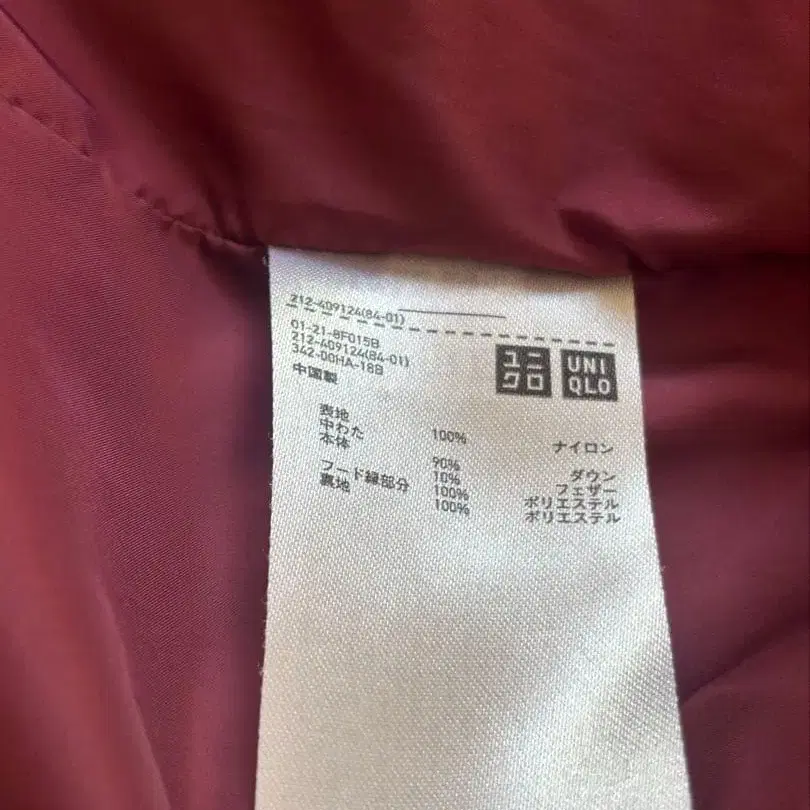 212-409124(84-01)
01-21-8F015B
212-409124(84-01)
342-00HA-18B
中国製
ユニ
クロ
UNI
QLO
表地 100% ナイロン
中わた
本体 90% ダウン
10% フェザー
フード縁部分 100% ポリエステル
裏地 100% ポリエステル